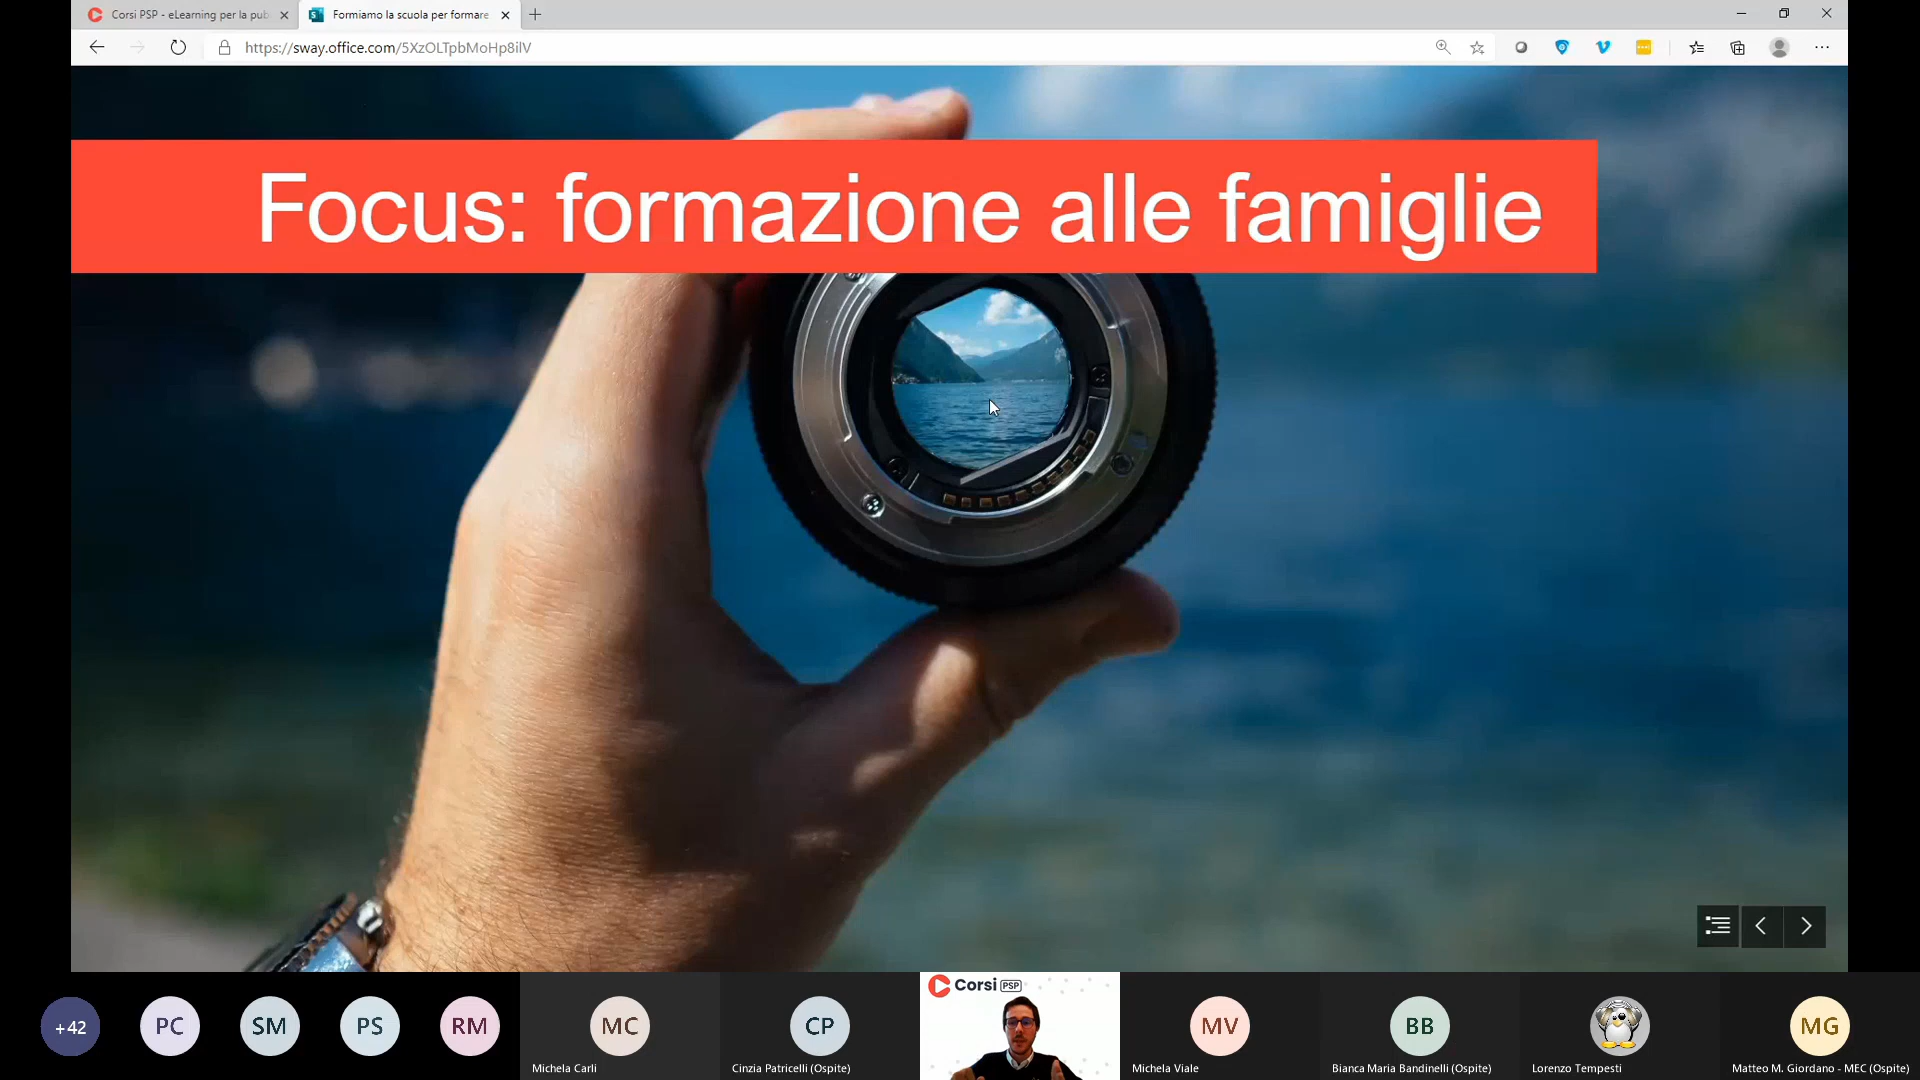 Corsi PSP - eLearning per la pub
Formiamo la scuola per formare
https://sway.office.com/5XzOLTpbMoHp8ilV
Focus: formazione alle famiglie
+42
PC
SM
PS
RM
MC
Michela Carli
CP
Cinzia Patricelli (Ospite)
Corsi PSP
MV
Michela Viale
BB
Bianca Maria Bandinelli (Ospite)
Lorenzo Tempesti
MG
Matteo M. Giordano - MEC (Ospite)